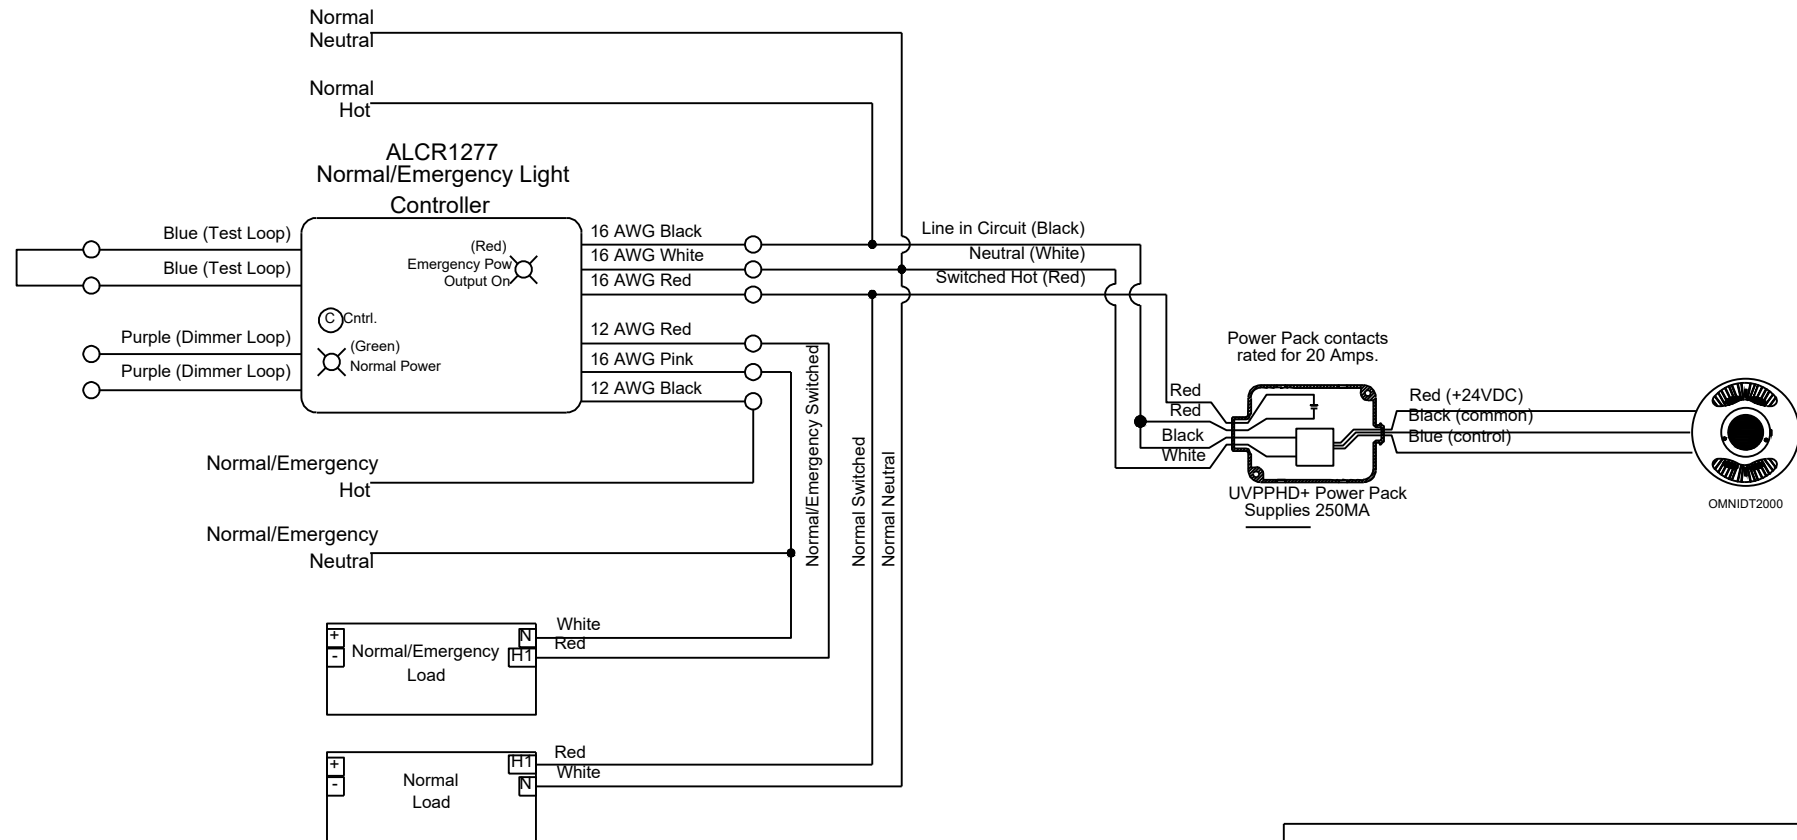 Normal
Neutral
Normal
Hot
ALCR1277
Normal/Emergency Light
Controller
Blue (Test Loop)
Blue (Test Loop)
Purple (Dimmer Loop)
Purple (Dimmer Loop)
(Red)
Emergency Pow
Output On
C Cntrl.
(Green)
Normal Power
16 AWG Black
16 AWG White
16 AWG Red
12 AWG Red
16 AWG Pink
12 AWG Black
Line in Circuit (Black)
Neutral (White)
Switched Hot (Red)
Normal/Emergency
Hot
Normal/Emergency
Neutral
Normal/Emergency Switched
Normal Switched
Normal Neutral
Power Pack contacts
rated for 20 Amps.
Red
Red
Black
White
UVPPHD+ Power Pack
Supplies 250MA
Red (+24VDC)
Black (common)
Blue (control)
OMNIDT2000
+
-
Normal/Emergency
Load
N
H1
White
Red
+
-
Normal
Load
H1
N
Red
White